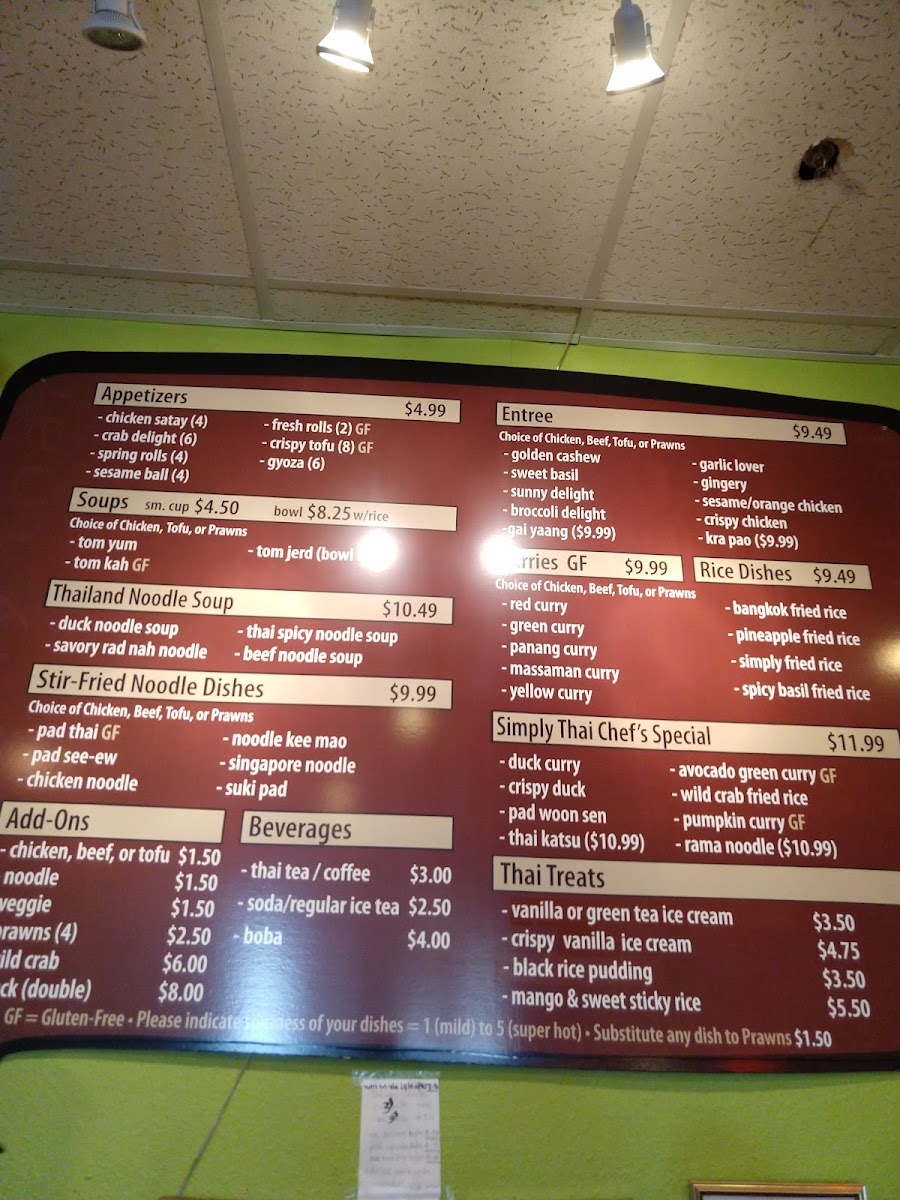 Appetizers $4.99
- chicken satay (4)
- crab delight (6)
- spring rolls (4)
- sesame ball (4)
- fresh rolls (2) GF
- crispy tofu (8) GF
- gyoza (6)
Soups sm. cup $4.50 bowl $8.25 w/rice
Choice of Chicken, Tofu, or Prawns
- tom yum
- tom kah GF
- tom jerd (bowl
Thailand Noodle Soup $10.49
- duck noodle soup
- savory rad nah noodle
- thai spicy noodle soup
- beef noodle soup
Stir-Fried Noodle Dishes $9.99
Choice of Chicken, Beef, Tofu, or Prawns
- pad thai GF
- pad see-ew
- chicken noodle
- noodle kee mao
- singapore noodle
- suki pad
Add-Ons
- chicken, beef, or tofu $1.50
noodle $1.50
veggie $1.50
rawns (4) $2.50
ild crab $6.00
ck (double) $8.00
Beverages
- thai tea / coffee $3.00
- soda/regular ice tea $2.50
- boba $4.00
Entree $9.49
Choice of Chicken, Beef, Tofu, or Prawns
- golden cashew
- sweet basil
- sunny delight
- broccoli delight
-gai yaang ($9.99)
- garlic lover
- gingery
- sesame/orange chicken
- crispy chicken
- kra pao ($9.99)
rries GF $9.99
Choice of Chicken, Beef, Tofu, or Prawns
- red curry
- green curry
- panang curry
- massaman curry
- yellow curry
Rice Dishes $9.49
- bangkok fried rice
- pineapple fried rice
- simply fried rice
- spicy basil fried rice
Simply Thai Chef's Special $11.99
- duck curry
- crispy duck
- pad woon sen
- thai katsu ($10.99)
- avocado green curry GF
- wild crab fried rice
- pumpkin curry GF
- rama noodle ($10.99)
Thai Treats
- vanilla or green tea ice cream $3.50
- crispy vanilla ice cream $4.75
- black rice pudding $3.50
- mango & sweet sticky rice $5.50
GF = Gluten-Free • Please indicate of your dishes = 1 (mild) to 5 (super hot) • Substitute any dish to Prawns $1.50